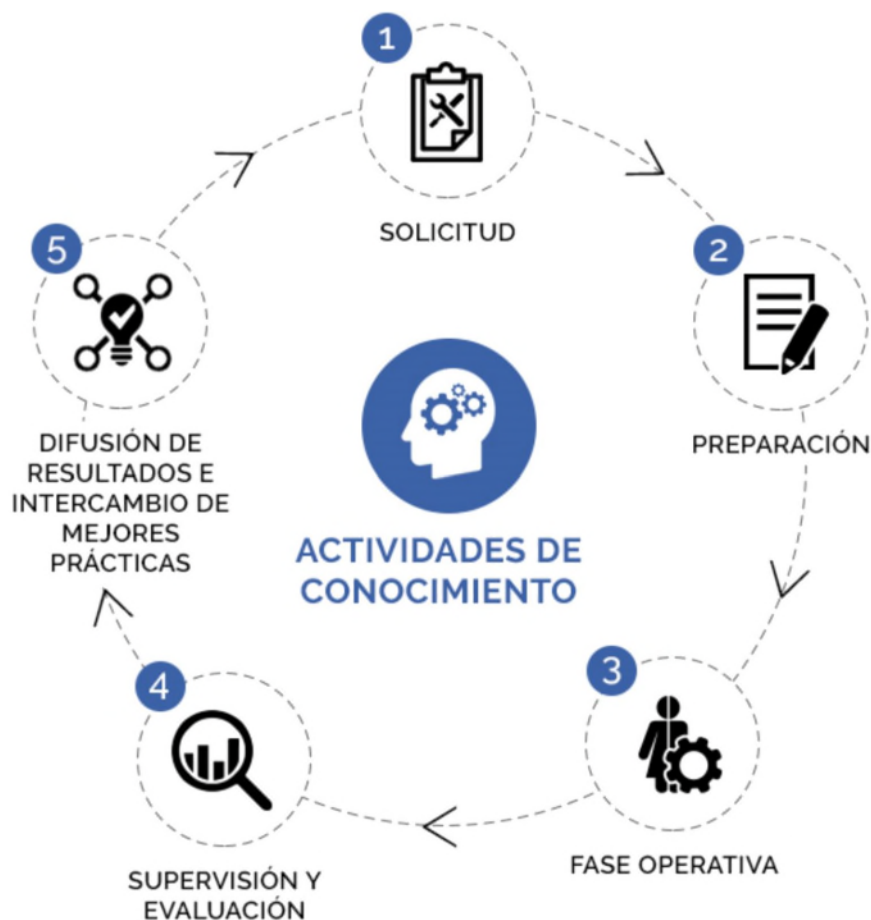 1
SOLICITUD
2
PREPARACIÓN
3
FASE OPERATIVA
4
SUPERVISIÓN Y
EVALUACIÓN
5
DIFUSIÓN DE
RESULTADOS E
INTERCAMBIO DE
MEJORES
PRÁCTICAS
ACTIVIDADES DE
CONOCIMIENTO